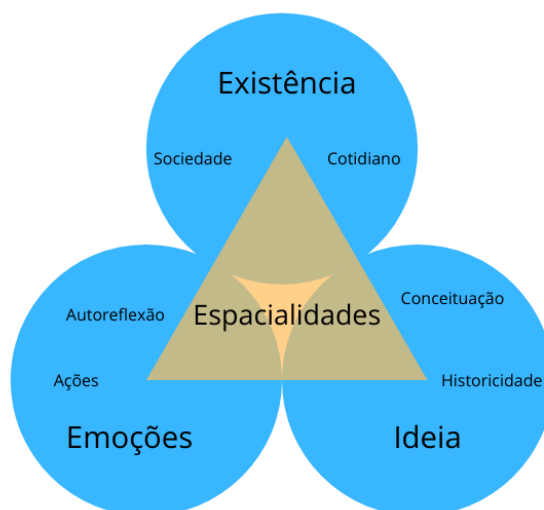 Existência
Sociedade
Cotidiano
Autoreflexão
Conceituação
Espacialidades
Ações
Historicidade
Emoções
Ideia